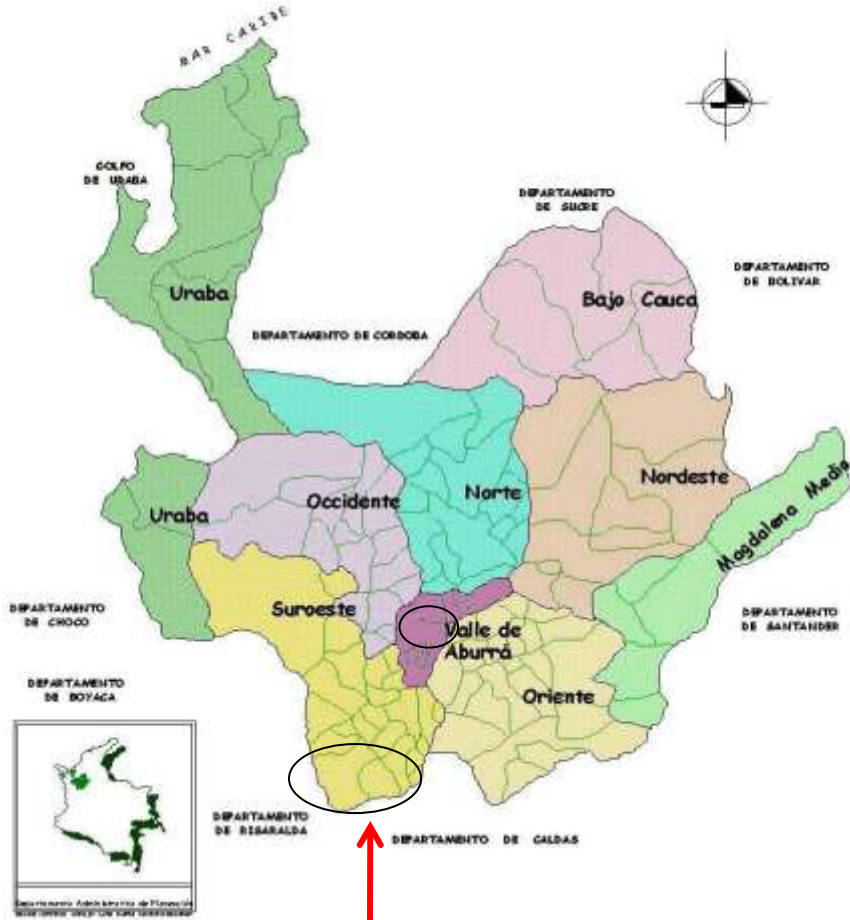 MAR CARIBE
GOLFO
DE URABA
DEPARTAMENTO
DE SUCRE
DEPARTAMENTO
DE BOLIVAR
Uraba
Bajo Cauca
DEPARTAMENTO DE CORDOBA
Nordeste
Magdalena Medio
Occidente
Norte
Uraba
Suroeste
DEPARTAMENTO
DE CHOCO
DEPARTAMENTO
DE SANTANDER
Valle de
Aburrá
DEPARTAMENTO
DE BOYACA
Oriente
DEPARTAMENTO
DE RISARALDA
DEPARTAMENTO DE CALDAS
Departamento Administrativo de Planeación